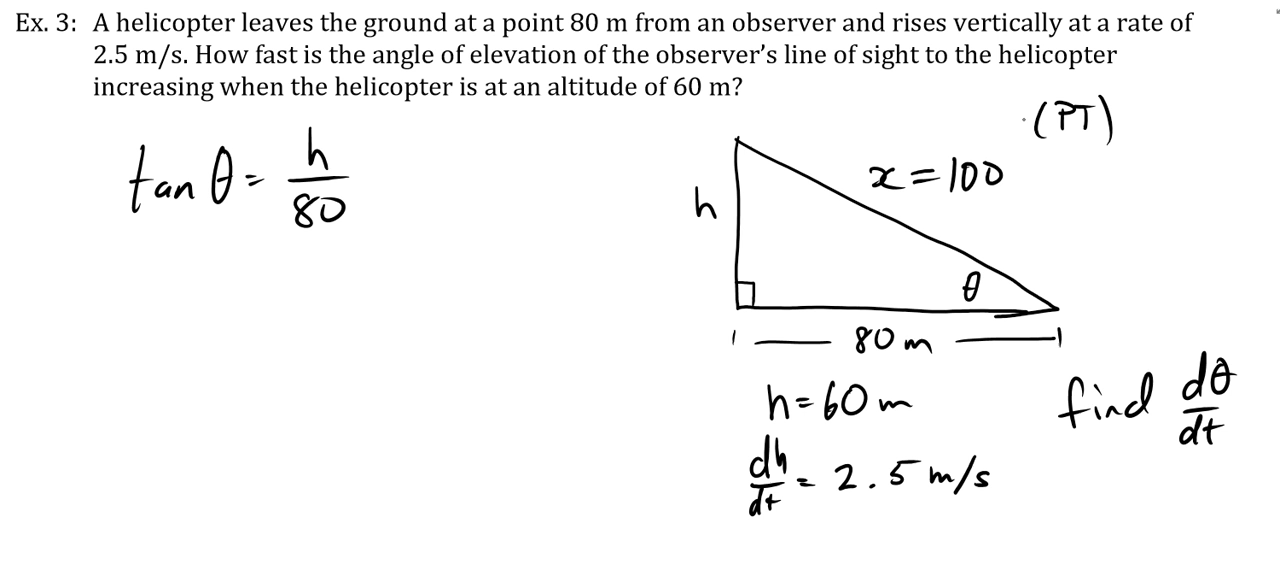 Ex. 3: A helicopter leaves the ground at a point 80 m from an observer and rises vertically at a rate of
2.5 m/s. How fast is the angle of elevation of the observer's line of sight to the helicopter
increasing when the helicopter is at an altitude of 60 m?
(PT)
tan θ = h/80
x = 100
h
θ
80 m
h = 60 m
find dθ/dt
dh/dt = 2.5 m/s